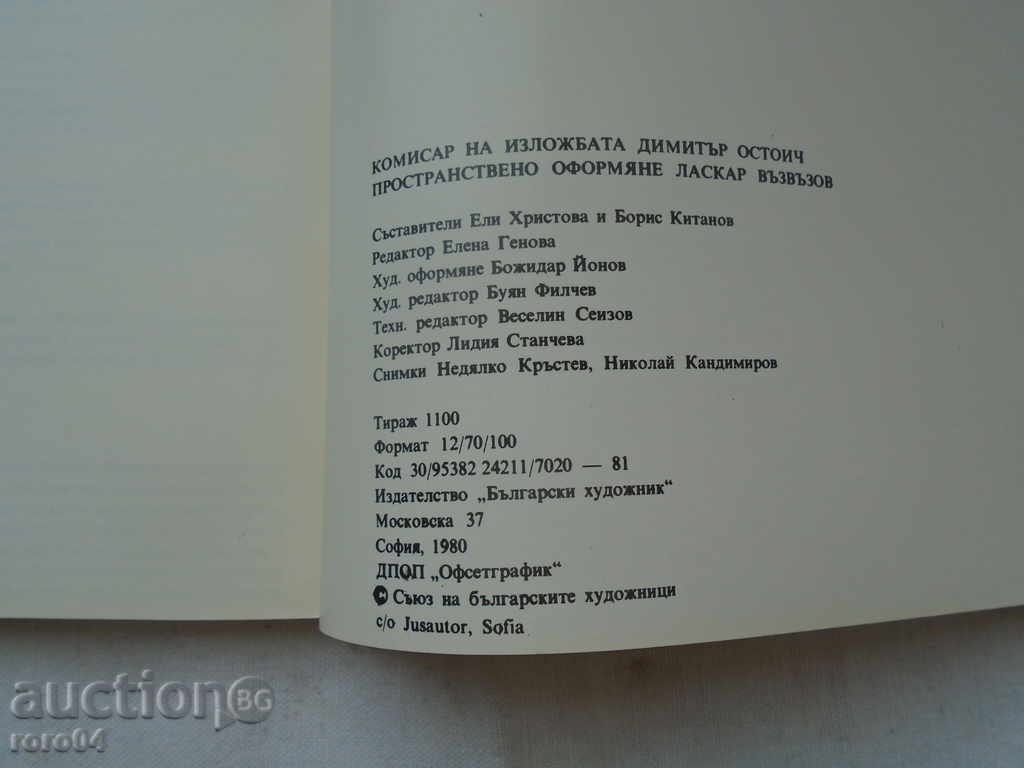 КОМИСАР НА ИЗЛОЖБАТА ДИМИТЪР ОСТОИЧ
ПРОСТРАНСТВЕНО ОФОРМЯНЕ ЛАСКАР ВЪЗВЪЗОВ
Съставители Ели Христова и Борис Китанов
Редактор Елена Генова
Худ. оформяне Божидар Йонов
Худ. редактор Буян Филчев
Техн. редактор Веселин Сеизов
Коректор Лидия Станчева
Снимки Недялко Кръстев, Николай Кандимиров
Тираж 1100
Формат 12/70/100
Код 30/95382 24211/7020 — 81
Издателство „Български художник“
Московска 37
София, 1980
ДПОП „Офсетграфик“
© Съюз на българските художници
c/o Jusautor, Sofia
auction BG
roro04